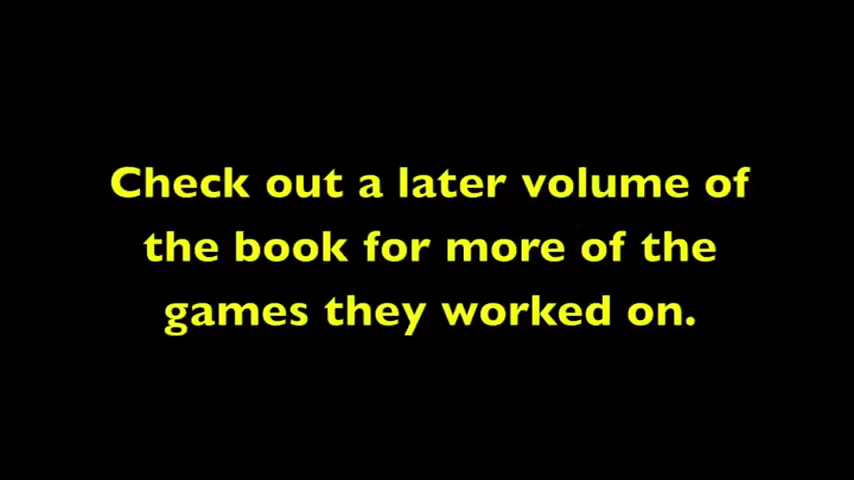 Check out a later volume of
the book for more of the
games they worked on.